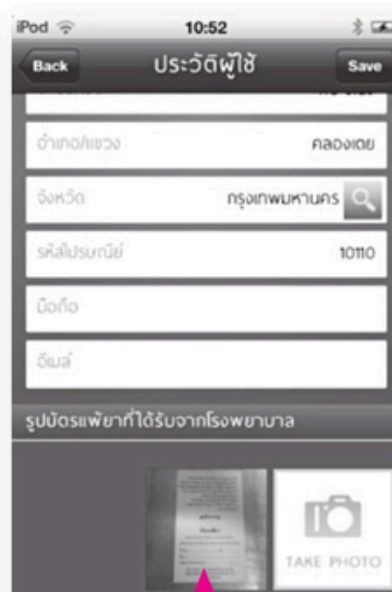 iPod 10:52
Back ประวัติผู้ใช้ Save
อำเภอ/แขวง คลองเตย
จังหวัด กรุงเทพมหานคร
รหัสไปรษณีย์ 10110
มือถือ
อีเมล์
รูปบัตรแพ้ยาที่ได้รับจากโรงพยาบาล
TAKE PHOTO